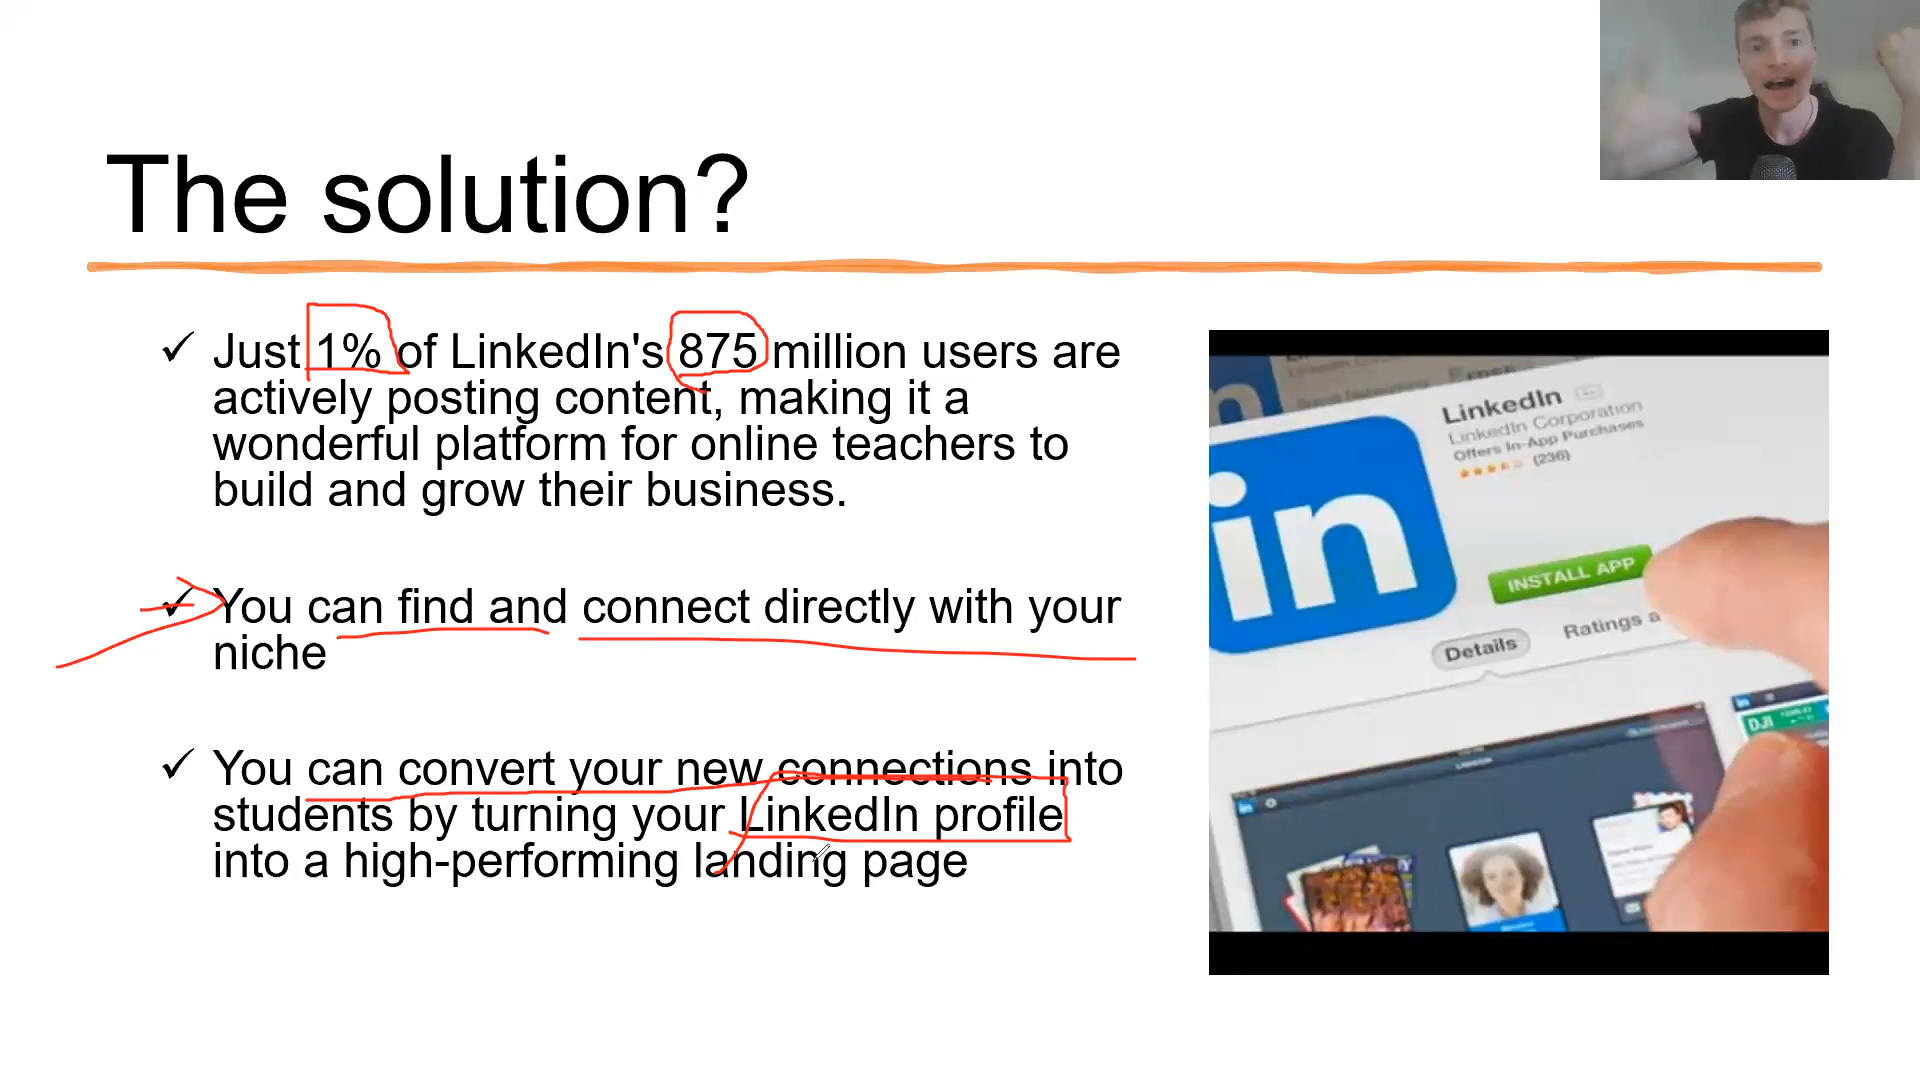 The solution?
✓ Just 1% of LinkedIn's 875 million users are
actively posting content, making it a
wonderful platform for online teachers to
build and grow their business.
✓ You can find and connect directly with your
niche
✓ You can convert your new connections into
students by turning your LinkedIn profile
into a high-performing landing page
LinkedIn
LinkedIn Corporation
Offers In-App Purchases
(236)
in
INSTALL APP
Details
Ratings a
in
in
DJI